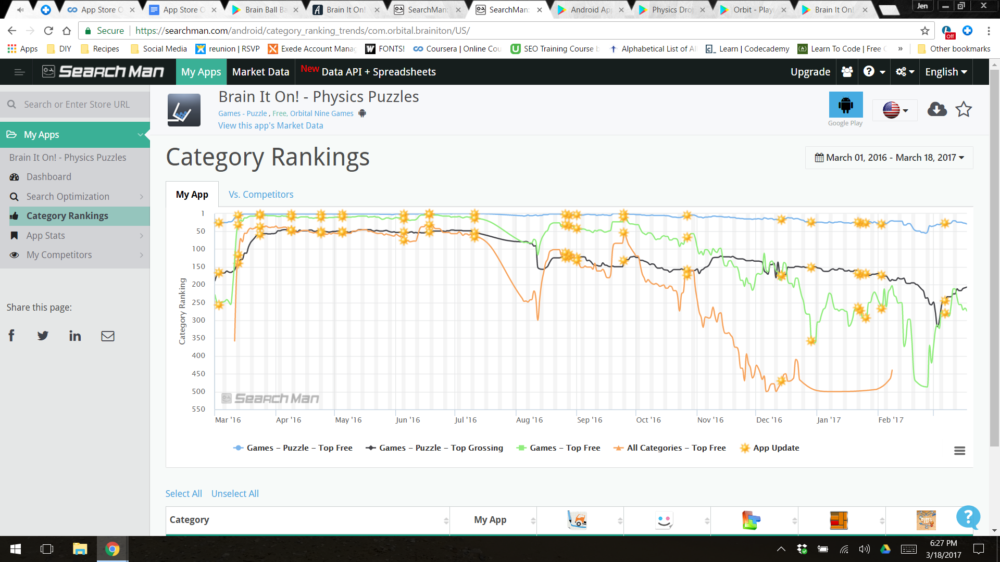 App Store O
App Store O
Brain Ball Ba
Brain It On!
SearchMan:
SearchMan:
Android App
Physics Drop
Orbit - Playi
Brain It On!
Jen
Secure https://searchman.com/android/category_ranking_trends/com.orbital.brainiton/US/
Off
Apps DIY Recipes Social Media reunion | RSVP Exede Account Manag FONTS! Coursera | Online Cou SEO Training Course b Alphabetical List of Al Learn | Codecademy Learn To Code | Free C » Other bookmarks
SearchMan My Apps Market Data New Data API + Spreadsheets Upgrade English
Search or Enter Store URL
My Apps
Brain It On! - Physics Puzzles
Dashboard
Search Optimization
Category Rankings
App Stats
My Competitors
Share this page:
Brain It On! - Physics Puzzles
Games - Puzzle , Free, Orbital Nine Games
View this app's Market Data
Google Play
Category Rankings
March 01, 2016 - March 18, 2017
My App Vs. Competitors
Category Ranking
1
50
100
150
200
250
300
350
400
450
500
550
SearchMan
Mar '16 Apr '16 May '16 Jun '16 Jul '16 Aug '16 Sep '16 Oct '16 Nov '16 Dec '16 Jan '17 Feb '17
Games – Puzzle – Top Free Games – Puzzle – Top Grossing Games – Top Free All Categories – Top Free App Update
Select All Unselect All
Category My App
?
6:27 PM
3/18/2017